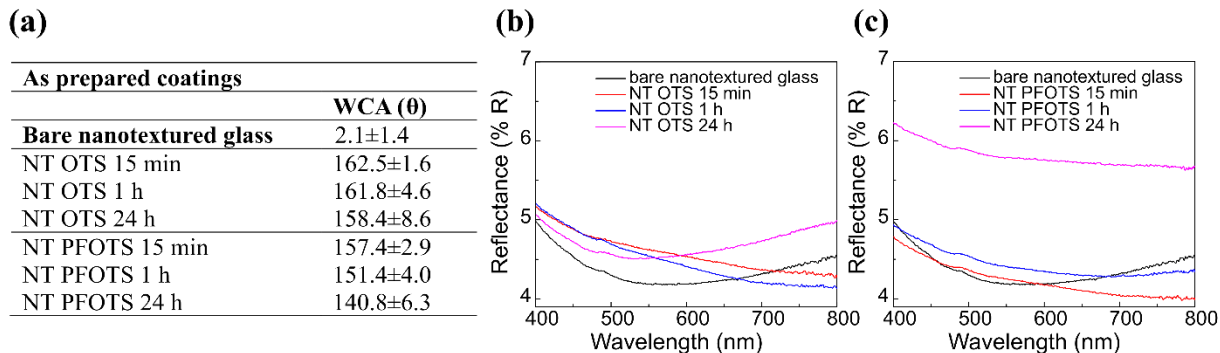 (a)
As prepared coatings
WCA (θ)
Bare nanotextured glass 2.1±1.4
NT OTS 15 min 162.5±1.6
NT OTS 1 h 161.8±4.6
NT OTS 24 h 158.4±8.6
NT PFOTS 15 min 157.4±2.9
NT PFOTS 1 h 151.4±4.0
NT PFOTS 24 h 140.8±6.3
(b)
7
6
5
4
Reflectance (% R)
bare nanotextured glass
NT OTS 15 min
NT OTS 1 h
NT OTS 24 h
400 500 600 700 800
Wavelength (nm)
(c)
7
6
5
4
Reflectance (% R)
bare nanotextured glass
NT PFOTS 15 min
NT PFOTS 1 h
NT PFOTS 24 h
400 500 600 700 800
Wavelength (nm)